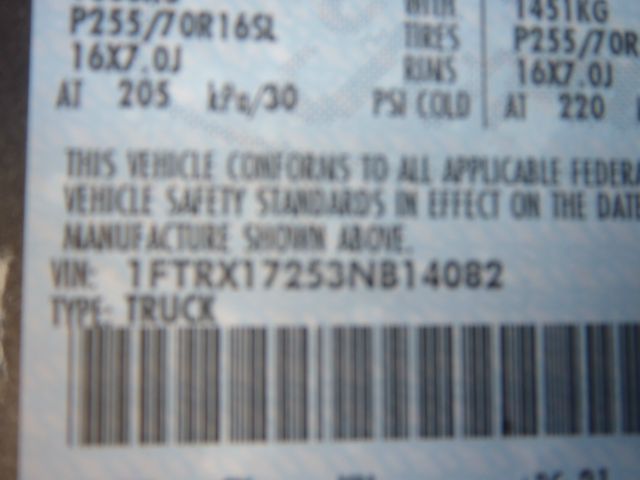 WITH 1451KG
P255/70R16SL TIRES P255/70R
16X7.0J RIMS 16X7.0J
AT 205 kPa/30 PSI COLD AT 220
THIS VEHICLE CONFORMS TO ALL APPLICABLE FEDERA
VEHICLE SAFETY STANDARDS IN EFFECT ON THE DATE
MANUFACTURE SHOWN ABOVE.
VIN: 1FTRX17253NB14082
TYPE: TRUCK